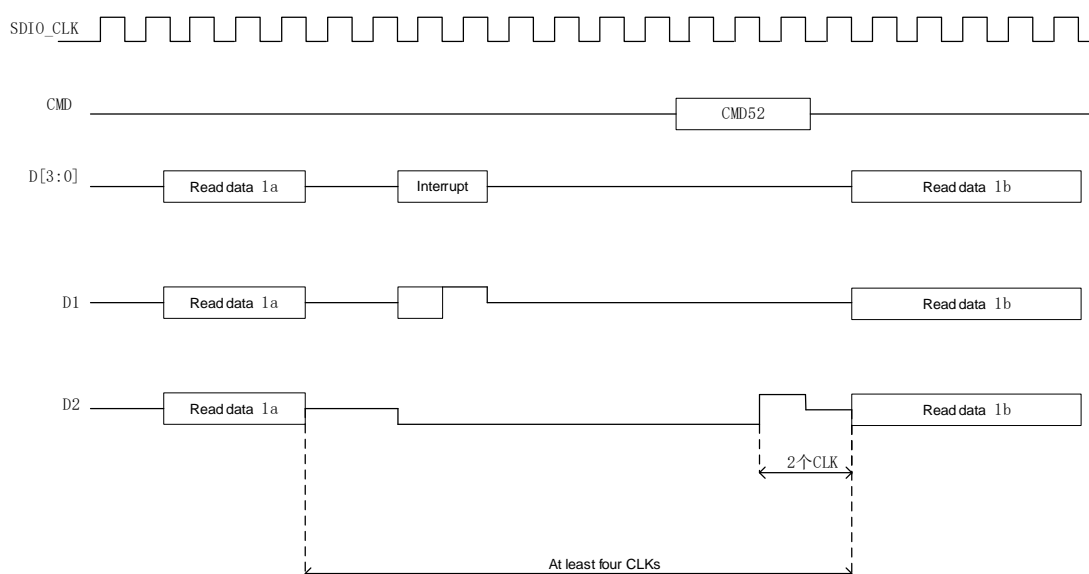 SDIO_CLK
CMD
CMD52
D[3:0]
Read data 1a
Interrupt
Read data 1b
D1
Read data 1a
Read data 1b
D2
Read data 1a
Read data 1b
2个CLK
At least four CLKs